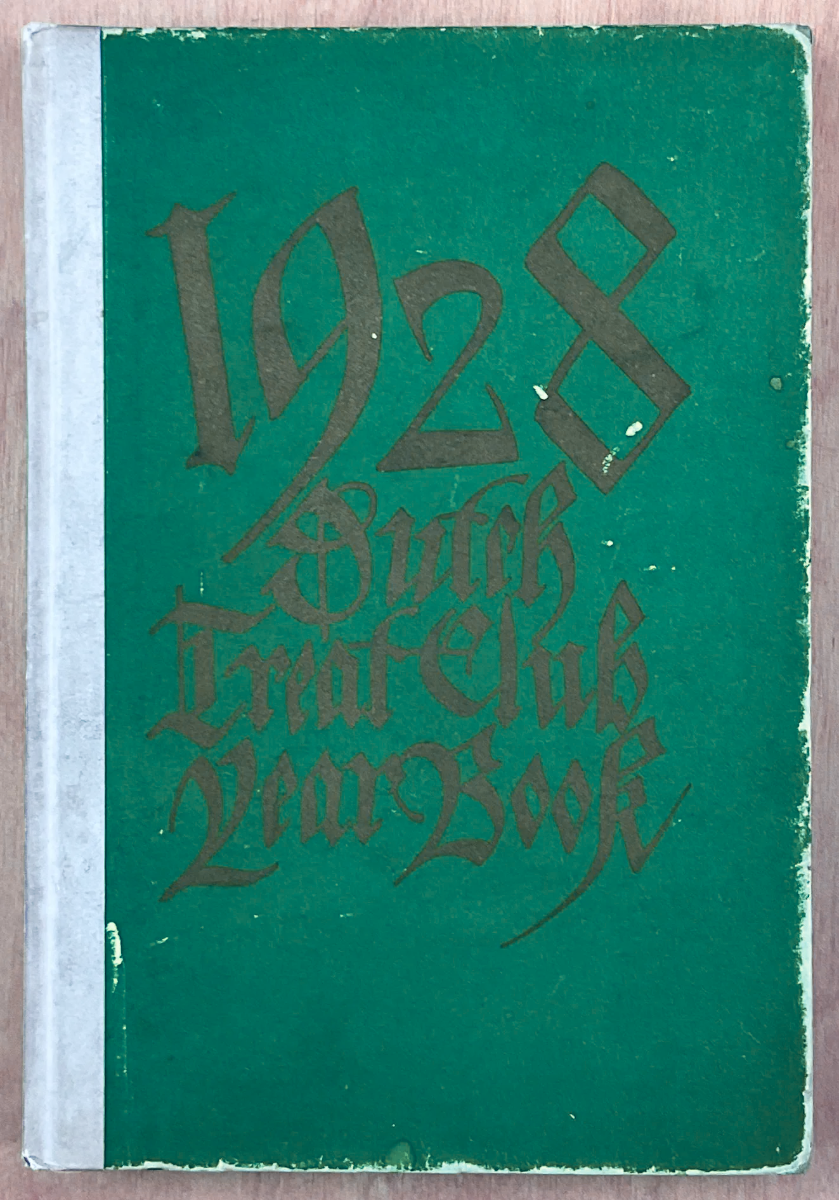 1928
Dutch
Treat Club
Year Book